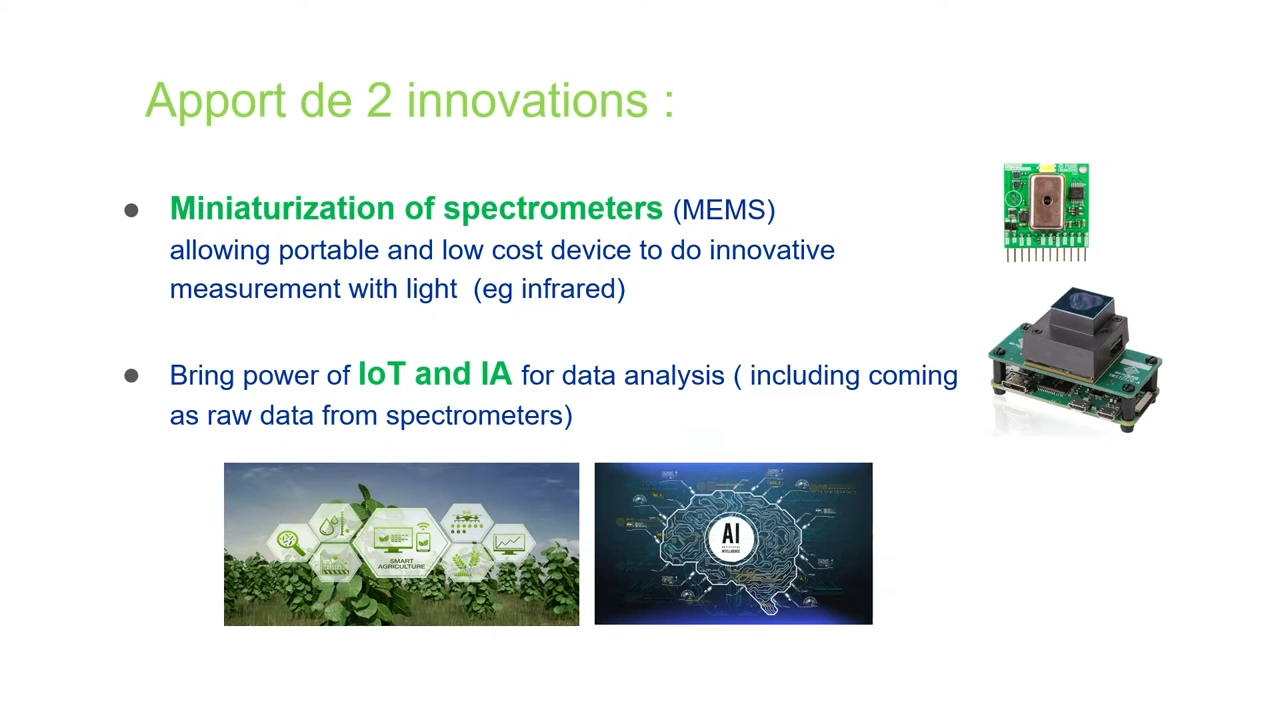 Apport de 2 innovations :
● Miniaturization of spectrometers (MEMS)
allowing portable and low cost device to do innovative
measurement with light (eg infrared)
● Bring power of IoT and IA for data analysis ( including coming
as raw data from spectrometers)
SMART
AGRICULTURE
AI
ARTIFICIAL
INTELLIGENCE